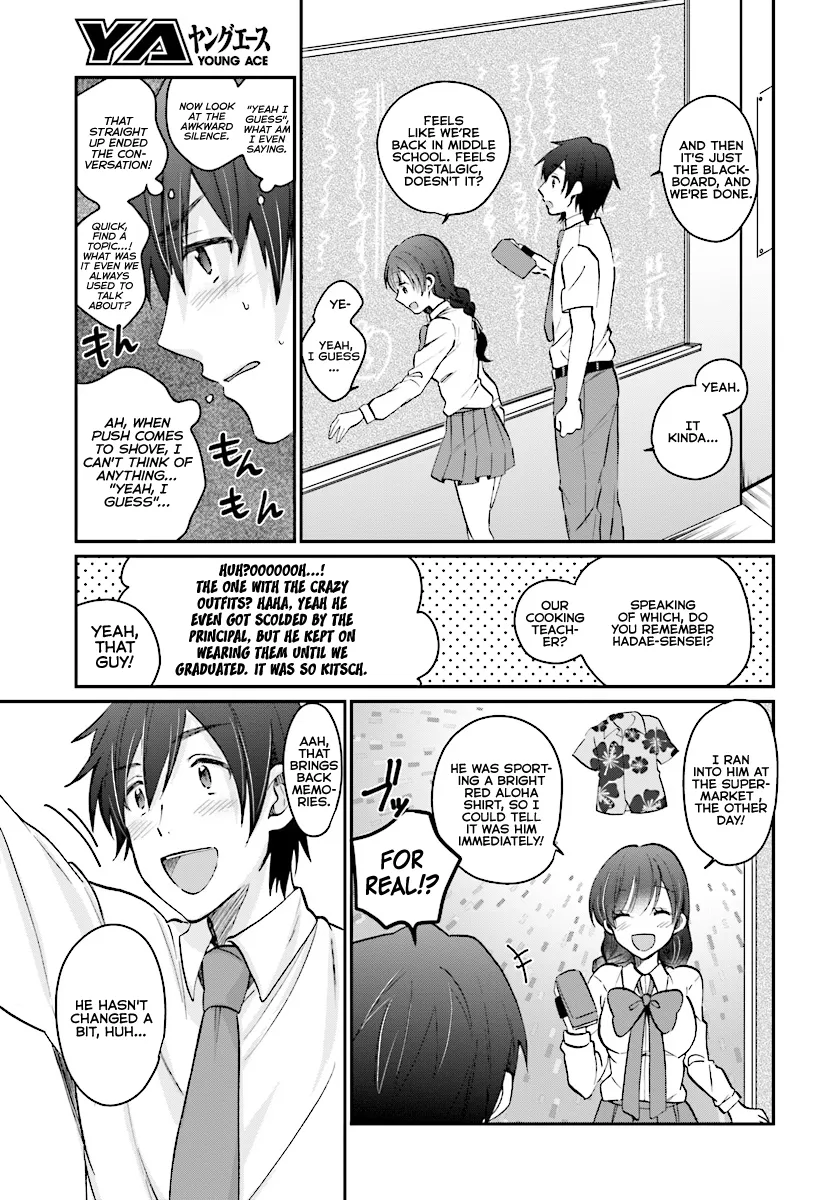 YA ヤングエース
YOUNG ACE
AND THEN
IT'S JUST
THE BLACK-
BOARD, AND
WE'RE DONE.
FEELS
LIKE WE'RE
BACK IN MIDDLE
SCHOOL. FEELS
NOSTALGIC,
DOESN'T IT?
YEAH.
IT
KINDA...
YE-
YEAH,
I GUESS
...
"YEAH I
GUESS",
WHAT AM
I EVEN
SAYING.
NOW LOOK
AT THE
AWKWARD
SILENCE.
THAT
STRAIGHT
UP ENDED
THE CON-
VERSATION!
QUICK,
FIND A
TOPIC...!
WHAT WAS
IT EVEN WE
ALWAYS
USED TO
TALK
ABOUT?
もん
もん
もん
AH, WHEN
PUSH COMES
TO SHOVE, I
CAN'T THINK OF
ANYTHING...
"YEAH, I
GUESS"...
SPEAKING
OF WHICH, DO
YOU REMEMBER
HADAE-SENSEI?
OUR
COOKING
TEACH-
ER?
HUH?OOOOOOH...!
THE ONE WITH THE CRAZY
OUTFITS? HAHA, YEAH HE
EVEN GOT SCOLDED BY THE
PRINCIPAL, BUT HE KEPT ON
WEARING THEM UNTIL WE
GRADUATED. IT WAS SO KITSCH.
YEAH,
THAT
GUY!
I RAN
INTO HIM AT
THE SUPER-
MARKET ,
THE OTHER
DAY!
HE WAS SPORT-
ING A BRIGHT
RED ALOHA
SHIRT, SO I
COULD TELL
IT WAS HIM
IMMEDIATELY!
ブッ
FOR
REAL!?
AAH,
THAT
BRINGS
BACK
MEMO-
RIES.
HE HASN'T
CHANGED A
BIT, HUH...